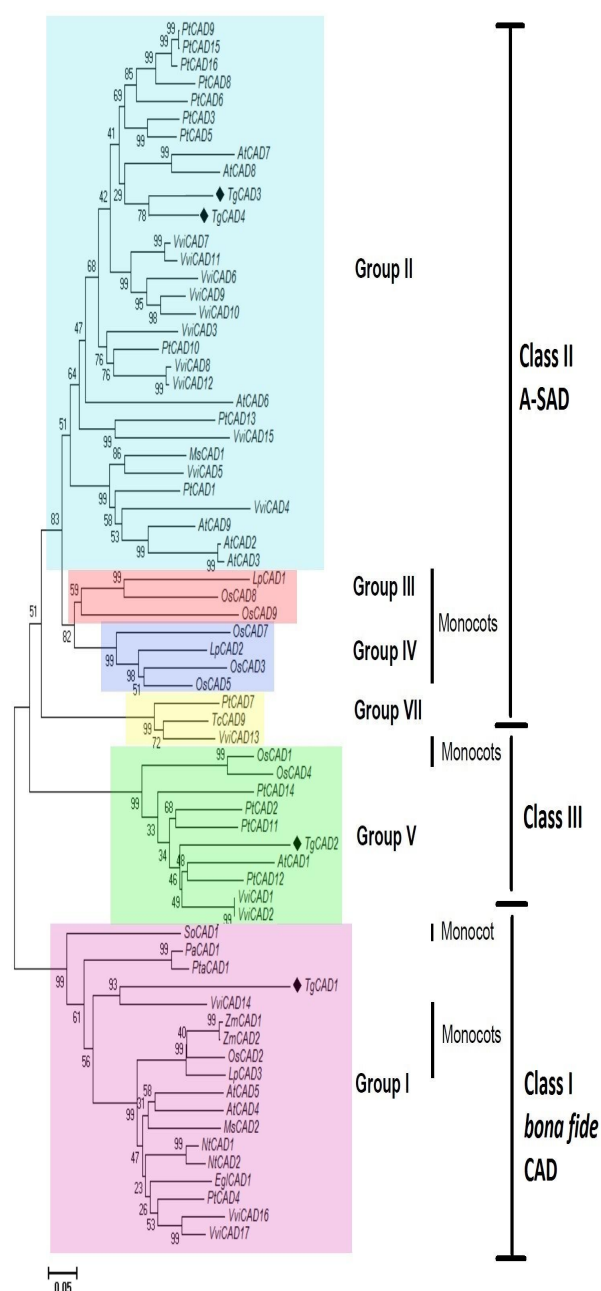 99
PtCAD9
99
PtCAD15
99
PtCAD16
85
PtCAD8
69
PtCAD6
PtCAD3
41
99
PtCAD5
99
AtCAD7
AtCAD8
29
TgCAD3
42
78
TgCAD4
99
VviCAD7
VviCAD11
68
99
VviCAD6
95
VviCAD9
98
VviCAD10
47
VviCAD3
76
PtCAD10
76
VviCAD8
99
VviCAD12
64
AtCAD6
PtCAD13
51
99
VviCAD15
86
MsCAD1
VviCAD5
99
PtCAD1
58
VviCAD4
53
AtCAD9
99
AtCAD2
99
AtCAD3
83
99
LpCAD1
59
OsCAD8
OsCAD9
51
82
OsCAD7
99
LpCAD2
98
OsCAD3
51
OsCAD5
PtCAD7
99
TcCAD9
72
VviCAD13
99
OsCAD1
OsCAD4
99
PtCAD14
33
68
PtCAD2
PtCAD11
34
TgCAD2
48
AtCAD1
46
PtCAD12
49
VviCAD1
99
VviCAD2
SoCAD1
99
99
PaCAD1
PtaCAD1
61
93
TgCAD1
VviCAD14
56
99
ZmCAD1
40
ZmCAD2
99
OsCAD2
LpCAD3
99
31
58
AtCAD5
AtCAD4
MsCAD2
47
99
NtCAD1
NtCAD2
23
EglCAD1
26
PtCAD4
53
VviCAD16
99
VviCAD17
0.05
Group II
Group III
Group IV
Group VII
Group V
Group I
Monocots
Monocots
Monocot
Monocots
Class II
A-SAD
Class III
Class I
bona fide
CAD